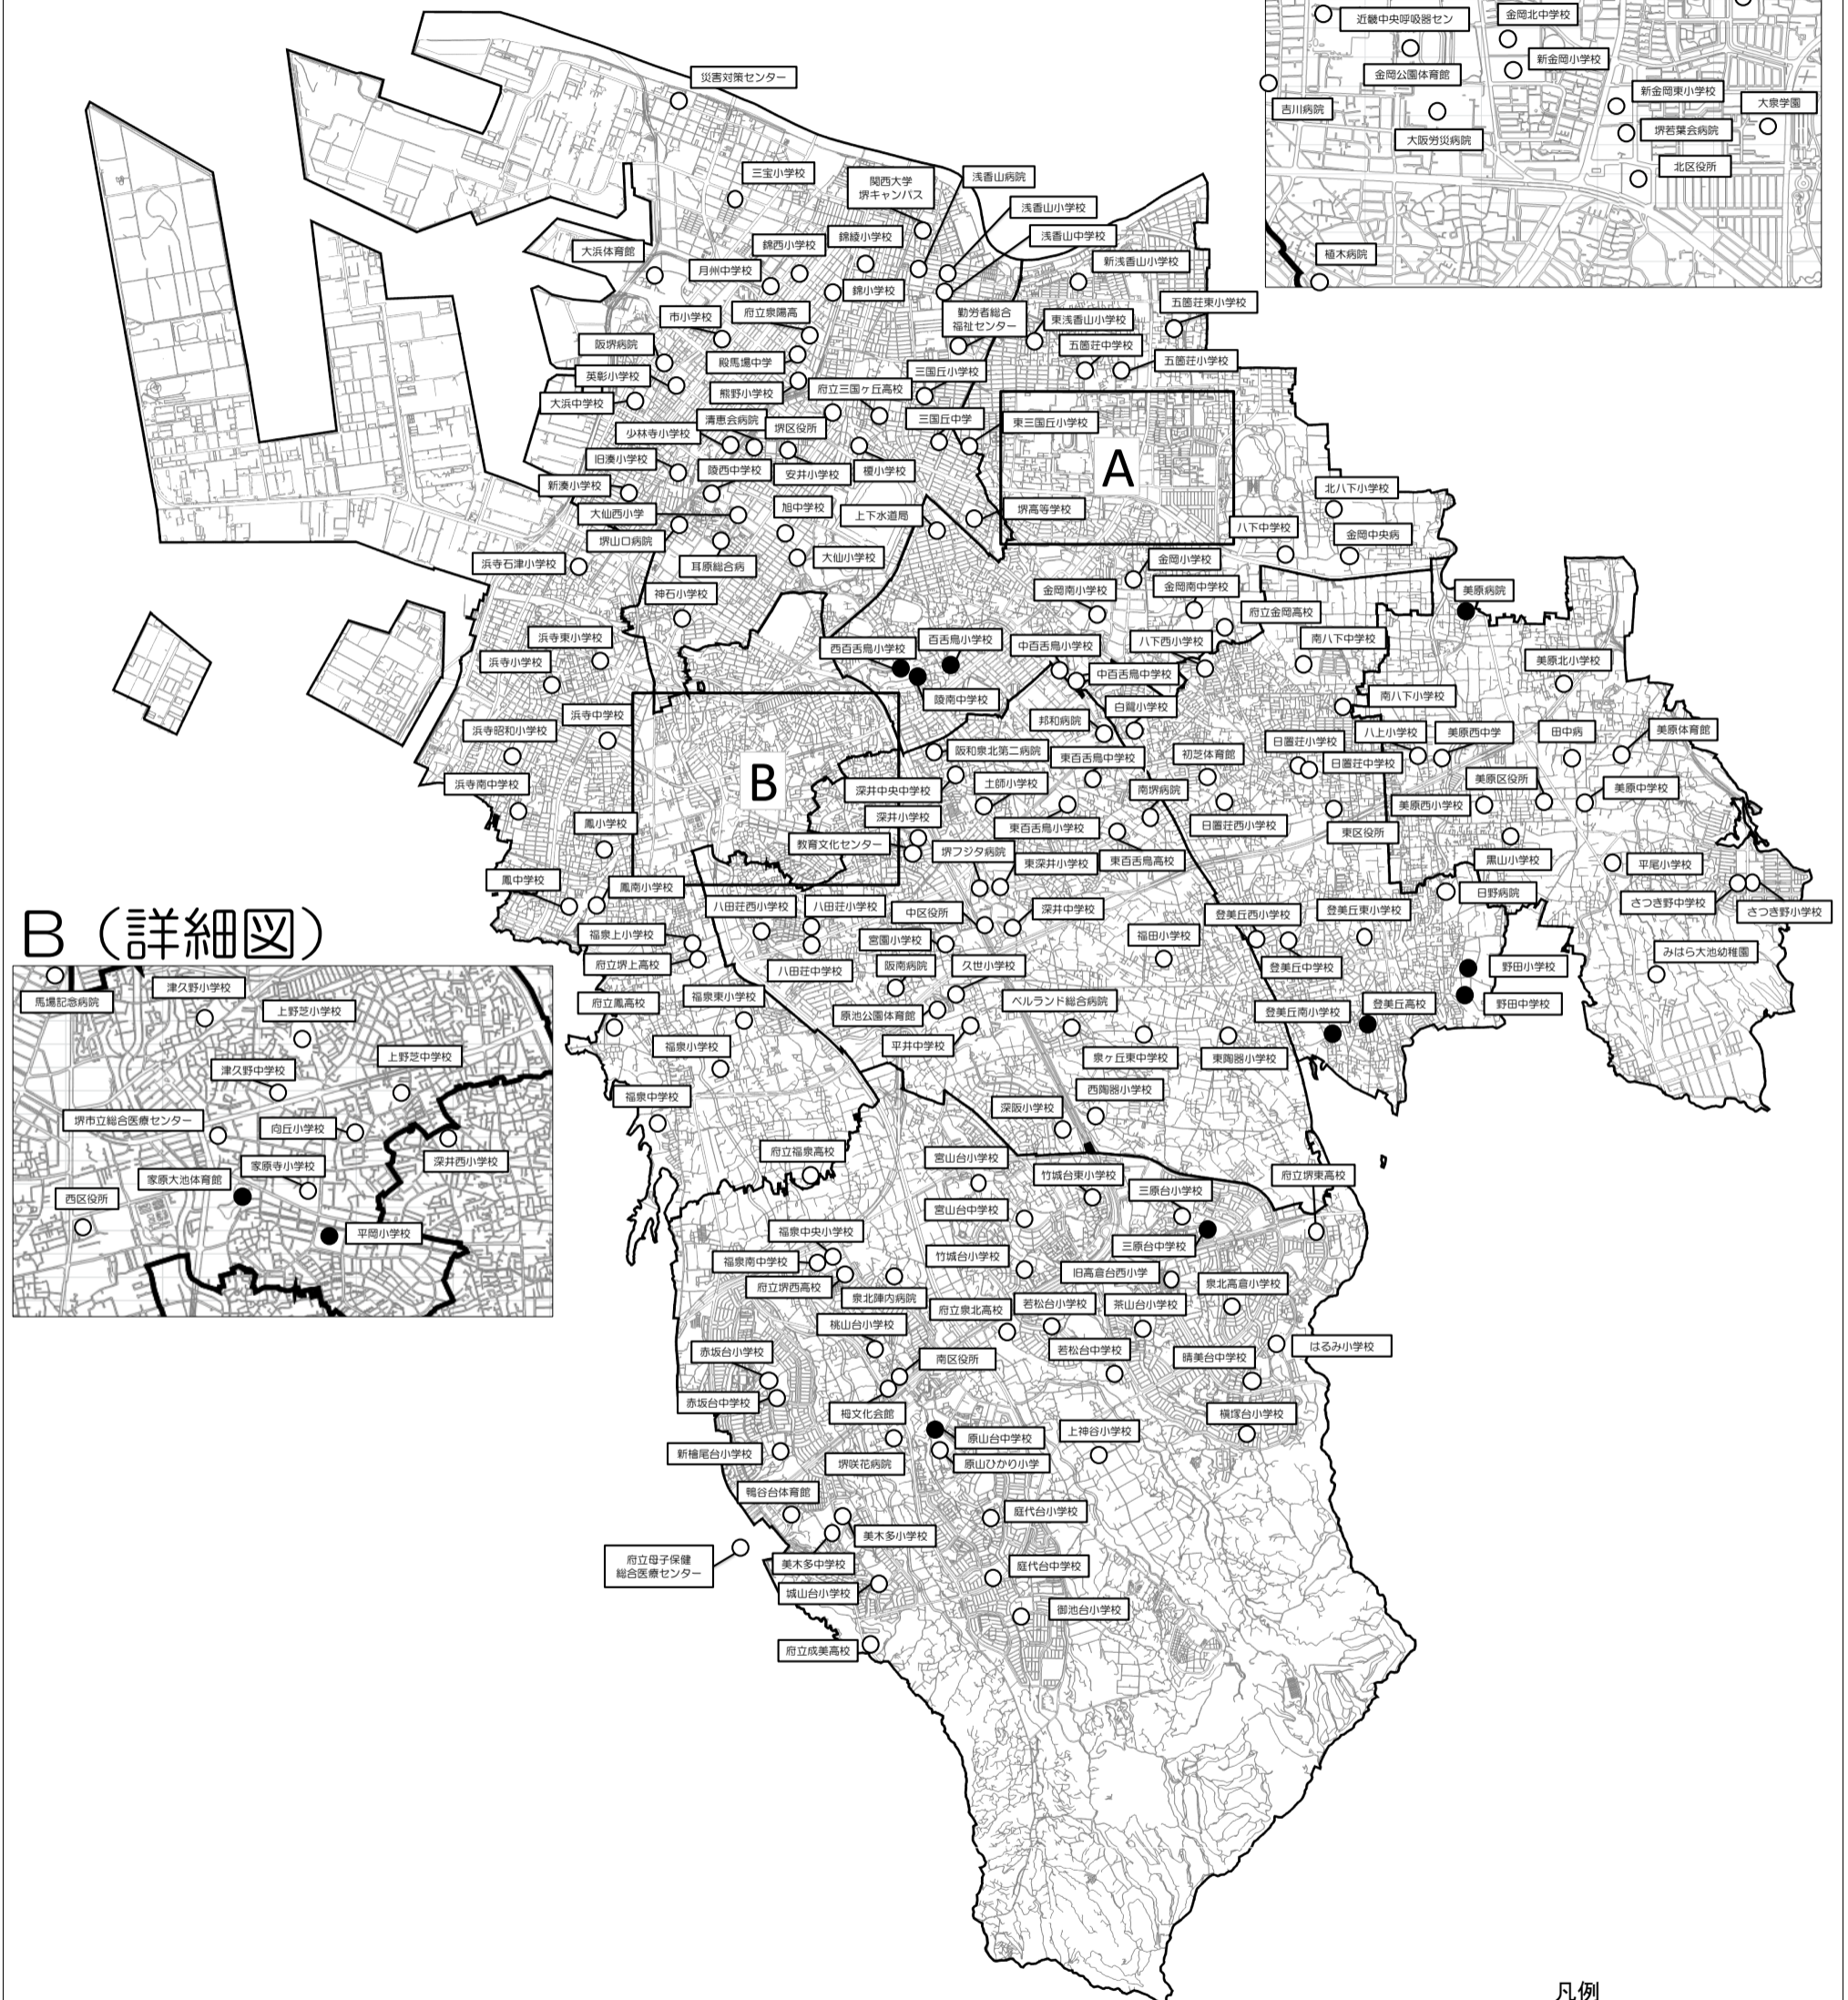 近畿中央呼吸器セン
金岡北中学校
新金岡小学校
金岡公園体育館
新金岡東小学校
大泉学園
吉川病院
堺若葉会病院
大阪労災病院
北区役所
植木病院
災害対策センター
三宝小学校
関西大学
堺キャンパス
浅香山病院
浅香山小学校
浅香山中学校
大浜体育館
錦西小学校
錦綾小学校
新浅香山小学校
月州中学校
錦小学校
五箇荘東小学校
市小学校
府立泉陽高
勤労者総合
福祉センター
東浅香山小学校
阪堺病院
殿馬場中学
五箇荘中学校
五箇荘小学校
英彰小学校
熊野小学校
府立三国ヶ丘高校
三国丘小学校
大浜中学校
清恵会病院
堺区役所
三国丘中学
東三国丘小学校
少林寺小学校
A
旧湊小学校
陵西中学校
安井小学校
榎小学校
新湊小学校
北八下小学校
大仙西小学
旭中学校
上下水道局
堺高等学校
八下中学校
金岡中央病
堺山口病院
浜寺石津小学校
耳原総合病
大仙小学校
金岡小学校
神石小学校
金岡南小学校
金岡南中学校
美原病院
府立金岡高校
浜寺東小学校
西百舌鳥小学校
百舌鳥小学校
中百舌鳥小学校
八下西小学校
南八下中学校
浜寺小学校
中百舌鳥中学校
美原北小学校
陵南中学校
南八下小学校
浜寺中学校
白鷺小学校
浜寺昭和小学校
邦和病院
八上小学校
美原西中学
田中病
美原体育館
阪和泉北第二病院
東百舌鳥中学校
初芝体育館
日置荘小学校
日置荘中学校
B
浜寺南中学校
深井中央中学校
土師小学校
南堺病院
美原区役所
美原中学校
美原西小学校
鳳小学校
深井小学校
東百舌鳥小学校
日置荘西小学校
東区役所
教育文化センター
堺フジタ病院
東深井小学校
東百舌鳥高校
黒山小学校
平尾小学校
鳳中学校
鳳南小学校
日野病院
さつき野中学校
さつき野小学校
B（詳細図）
八田荘西小学校
八田荘小学校
中区役所
深井中学校
登美丘西小学校
登美丘東小学校
福泉上小学校
宮園小学校
福田小学校
みはら大池幼稚園
府立堺上高校
八田荘中学校
阪南病院
久世小学校
登美丘中学校
野田小学校
馬場記念病院
津久野小学校
府立鳳高校
福泉東小学校
原池公園体育館
ベルランド総合病院
登美丘南小学校
登美丘高校
野田中学校
上野芝小学校
福泉小学校
平井中学校
泉ヶ丘東中学校
東陶器小学校
上野芝中学校
津久野中学校
福泉中学校
西陶器小学校
深阪小学校
堺市立総合医療センター
向丘小学校
府立福泉高校
宮山台小学校
深井西小学校
家原寺小学校
家原大池体育館
竹城台東小学校
府立堺東高校
西区役所
三原台小学校
宮山台中学校
平岡小学校
福泉中央小学校
三原台中学校
福泉南中学校
竹城台小学校
旧高倉台西小学
府立堺西高校
泉北高倉小学校
泉北陣内病院
府立泉北高校
若松台小学校
茶山台小学校
桃山台小学校
赤坂台小学校
南区役所
若松台中学校
晴美台中学校
はるみ小学校
赤坂台中学校
栂文化会館
槇塚台小学校
原山台中学校
上神谷小学校
新檜尾台小学校
堺咲花病院
原山ひかり小学
鴨谷台体育館
庭代台小学校
美木多小学校
府立母子保健
総合医療センター
美木多中学校
庭代台中学校
城山台小学校
御池台小学校
府立成美高校
凡例